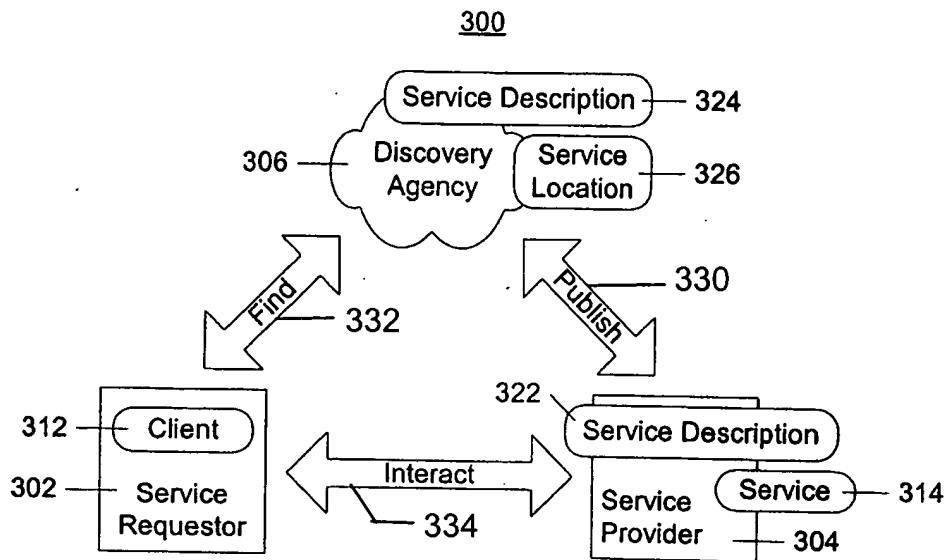 300
Service Description
324
306
Discovery
Agency
Service
Location
326
Find
332
Publish
330
312
Client
302
Service
Requestor
Interact
334
322
Service Description
Service
314
Service
Provider
304